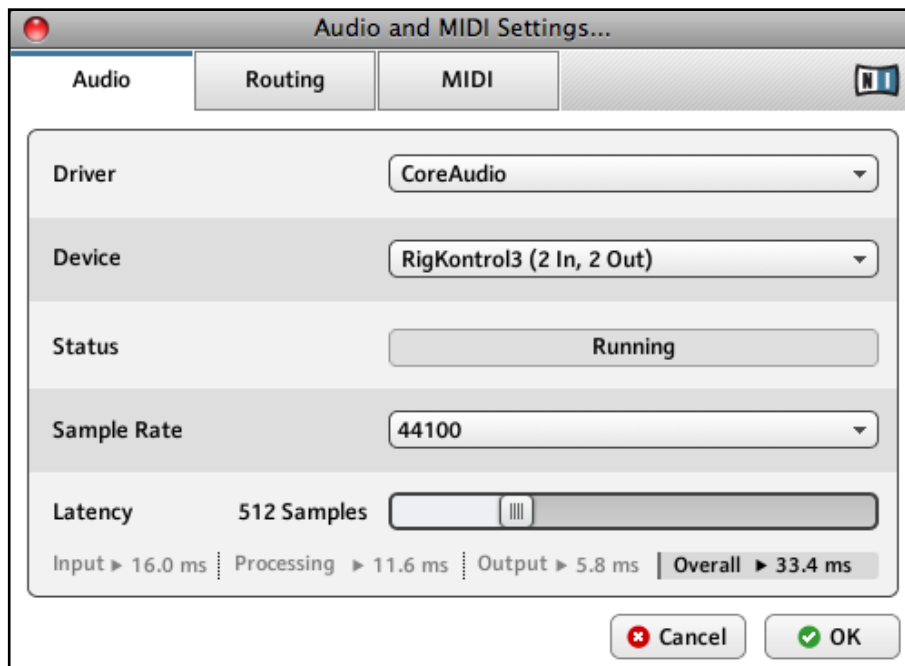 Audio and MIDI Settings...
Audio Routing MIDI NI
Driver CoreAudio
Device RigKontrol3 (2 In, 2 Out)
Status Running
Sample Rate 44100
Latency 512 Samples
Input ▸ 16.0 ms Processing ▸ 11.6 ms Output ▸ 5.8 ms Overall ▸ 33.4 ms
Cancel OK